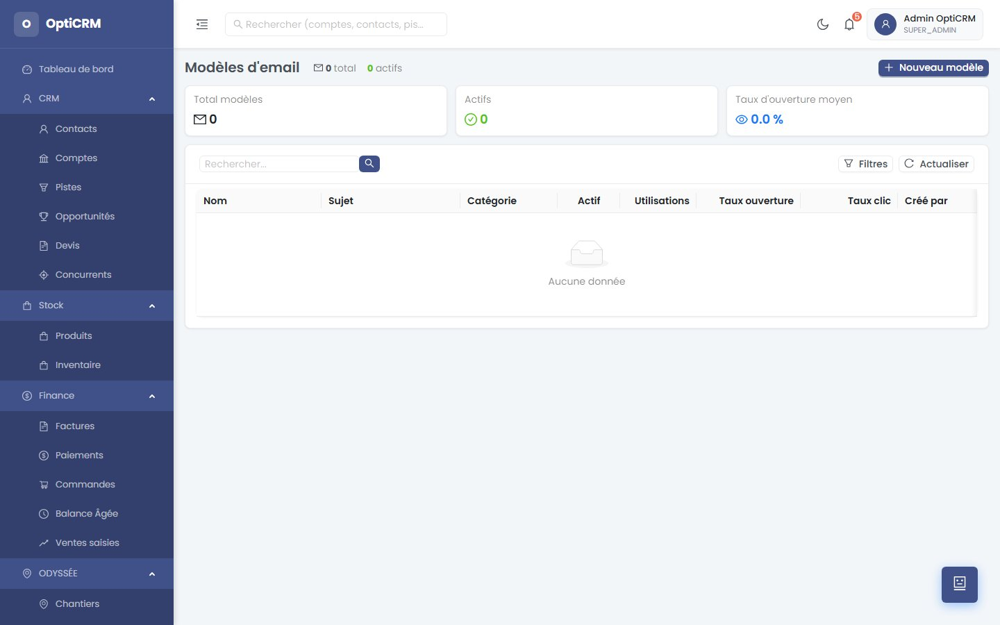 O OptiCRM
Rechercher (comptes, contacts, pis...
5
Admin OptiCRM
SUPER_ADMIN
Tableau de bord
CRM
Contacts
Comptes
Pistes
Opportunités
Devis
Concurrents
Stock
Produits
Inventaire
Finance
Factures
Paiements
Commandes
Balance Âgée
Ventes saisies
ODYSSÉE
Chantiers
Modèles d'email 0 total 0 actifs
Nouveau modèle
Total modèles
0
Actifs
0
Taux d'ouverture moyen
0.0 %
Rechercher...
Filtres Actualiser
Nom Sujet Catégorie Actif Utilisations Taux ouverture Taux clic Créé par
Aucune donnée